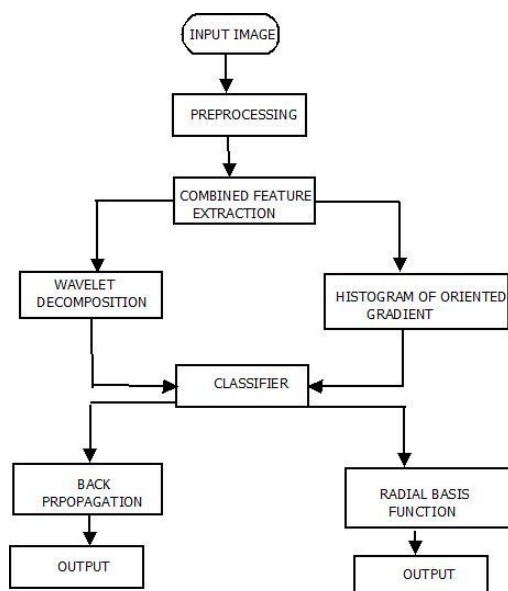 INPUT IMAGE
PREPROCESSING
COMBINED FEATURE
EXTRACTION
WAVELET
DECOMPOSITION
HISTOGRAM OF ORIENTED
GRADIENT
CLASSIFIER
BACK
PRPOPAGATION
RADIAL BASIS
FUNCTION
OUTPUT
OUTPUT